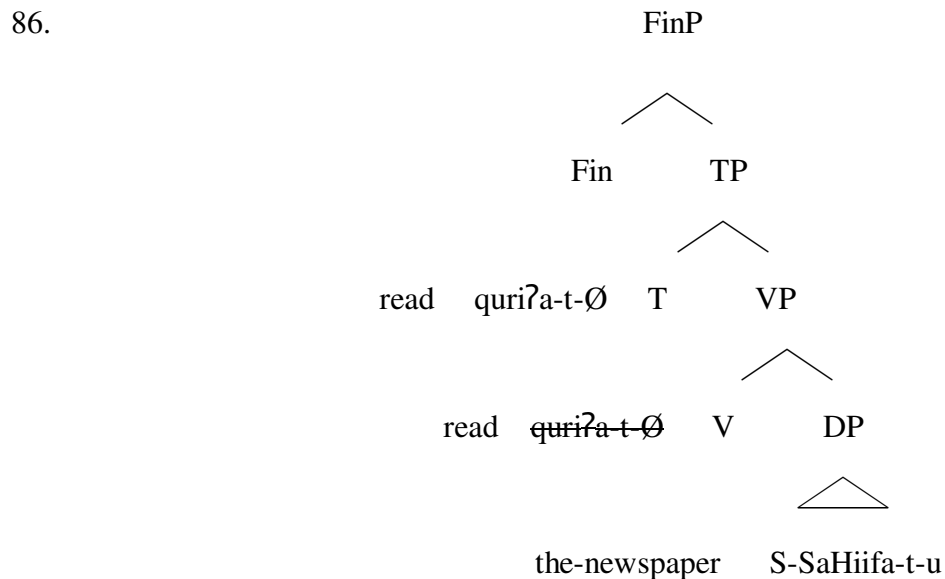 86. FinP
Fin TP
read quriʔa-t-Ø T VP
read quriʔa-t-Ø V DP
the-newspaper S-SaHiifa-t-u